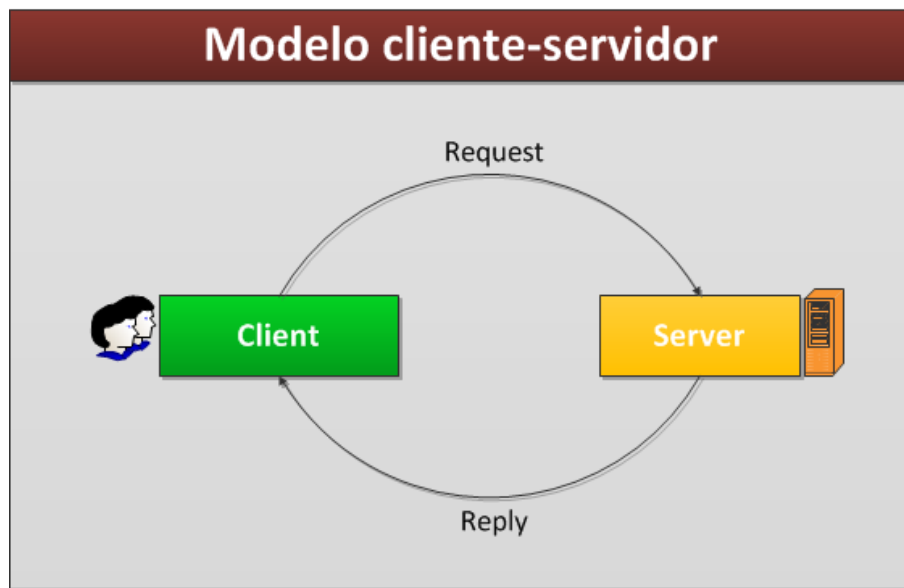 Modelo cliente-servidor
Request
Client
Server
Reply